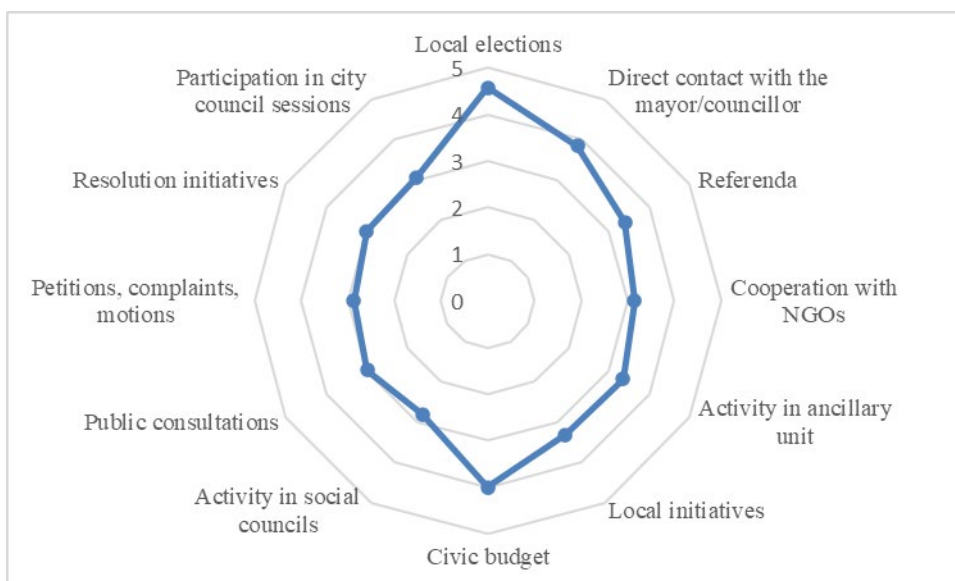 Local elections
Direct contact with the
mayor/councillor
Referenda
Cooperation with
NGOs
Activity in ancillary
unit
Local initiatives
Civic budget
Activity in social
councils
Public consultations
Petitions, complaints,
motions
Resolution initiatives
Participation in city
council sessions
5
4
3
2
1
0